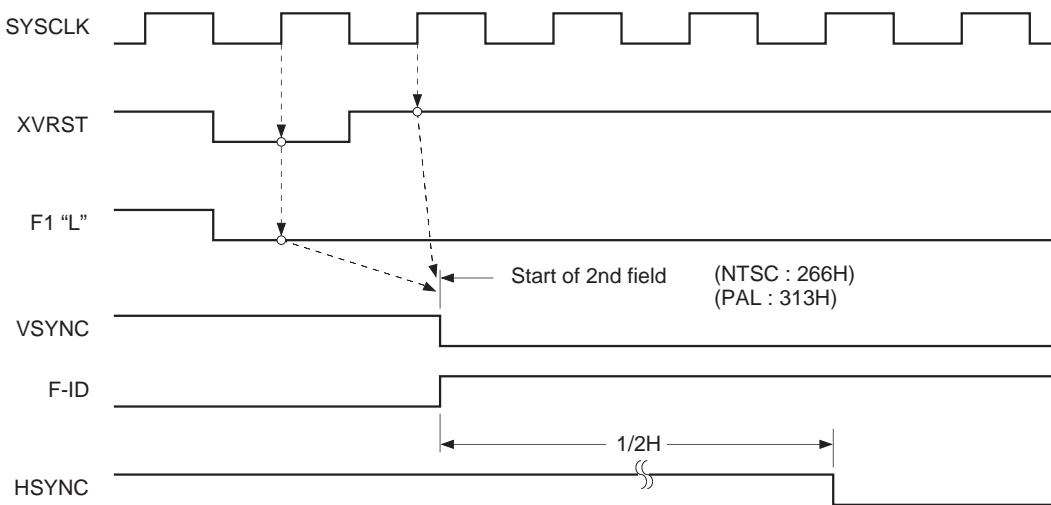 SYSCLK
XVRST
F1 “L”
Start of 2nd field (NTSC : 266H)
(PAL : 313H)
VSYNC
F-ID
1/2H
HSYNC